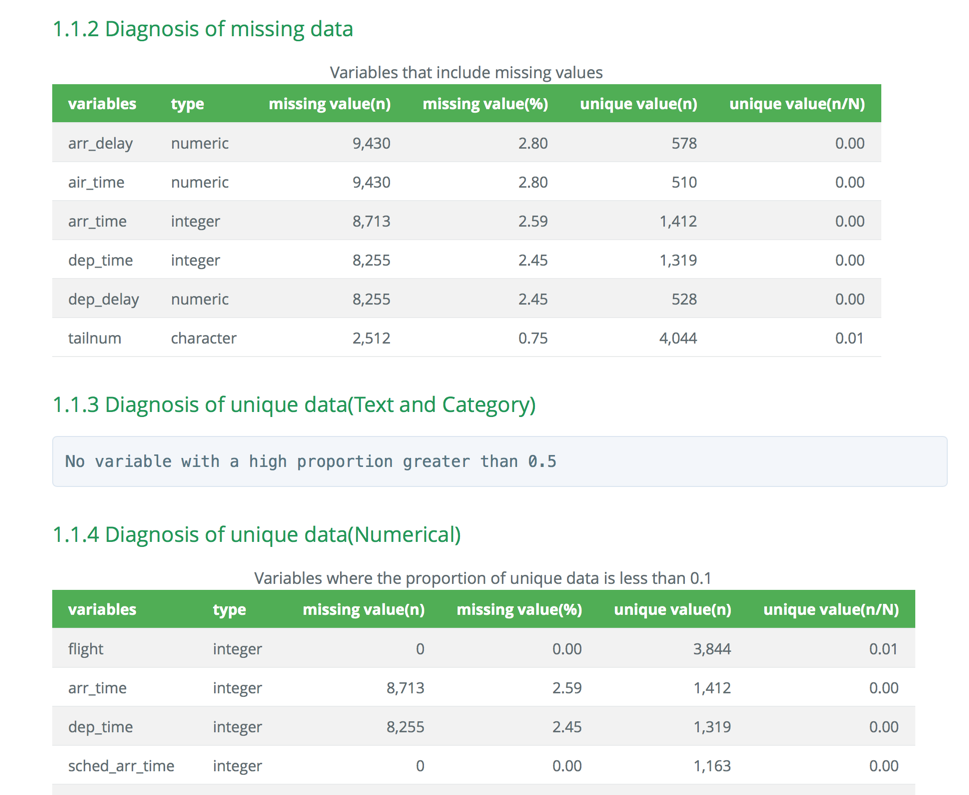 1.1.2 Diagnosis of missing data
Variables that include missing values
variables type missing value(n) missing value(%) unique value(n) unique value(n/N)
arr_delay numeric 9,430 2.80 578 0.00
air_time numeric 9,430 2.80 510 0.00
arr_time integer 8,713 2.59 1,412 0.00
dep_time integer 8,255 2.45 1,319 0.00
dep_delay numeric 8,255 2.45 528 0.00
tailnum character 2,512 0.75 4,044 0.01
1.1.3 Diagnosis of unique data(Text and Category)
No variable with a high proportion greater than 0.5
1.1.4 Diagnosis of unique data(Numerical)
Variables where the proportion of unique data is less than 0.1
variables type missing value(n) missing value(%) unique value(n) unique value(n/N)
flight integer 0 0.00 3,844 0.01
arr_time integer 8,713 2.59 1,412 0.00
dep_time integer 8,255 2.45 1,319 0.00
sched_arr_time integer 0 0.00 1,163 0.00